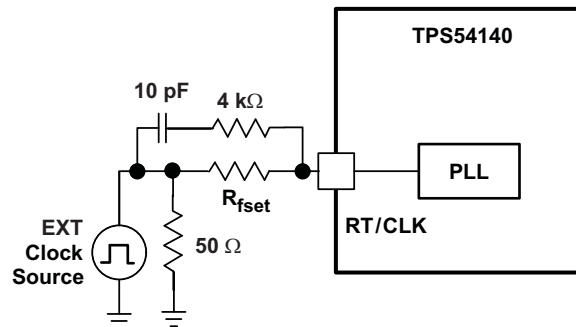 TPS54140
10 pF
4 kΩ
PLL
Rfset
RT/CLK
EXT
Clock
Source
50 Ω